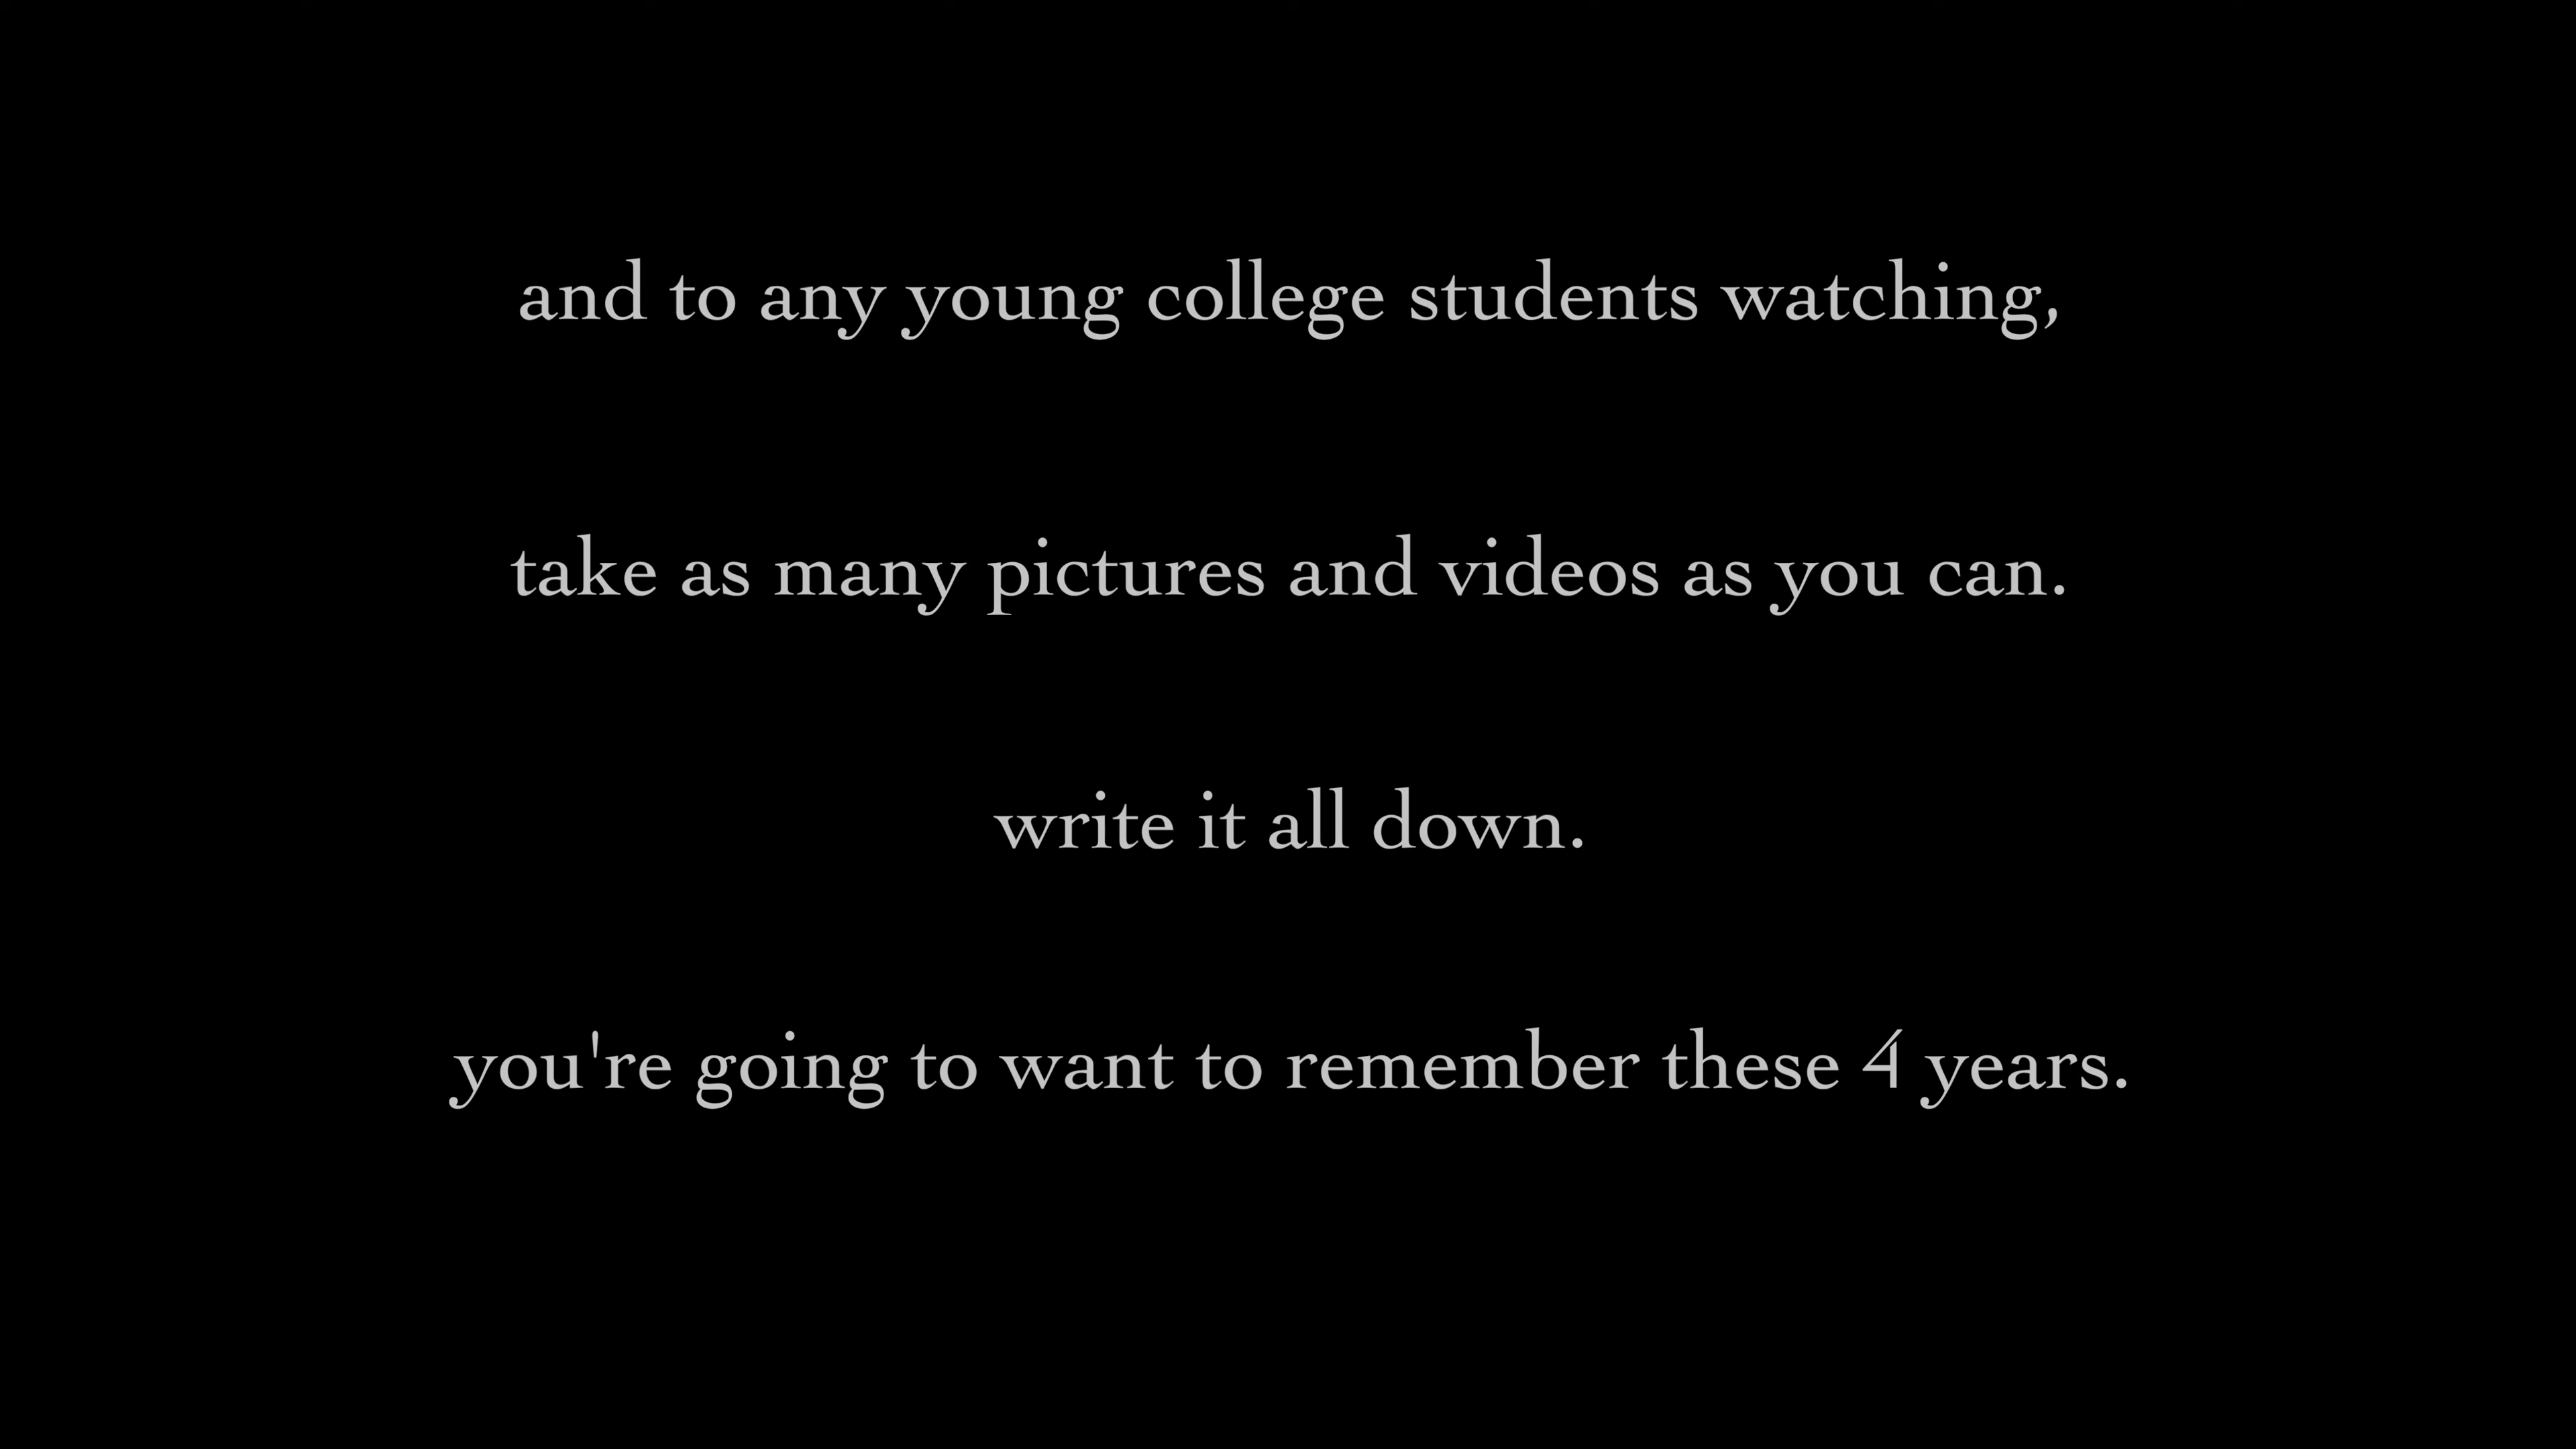 and to any young college students watching,
take as many pictures and videos as you can.
write it all down.
you're going to want to remember these 4 years.